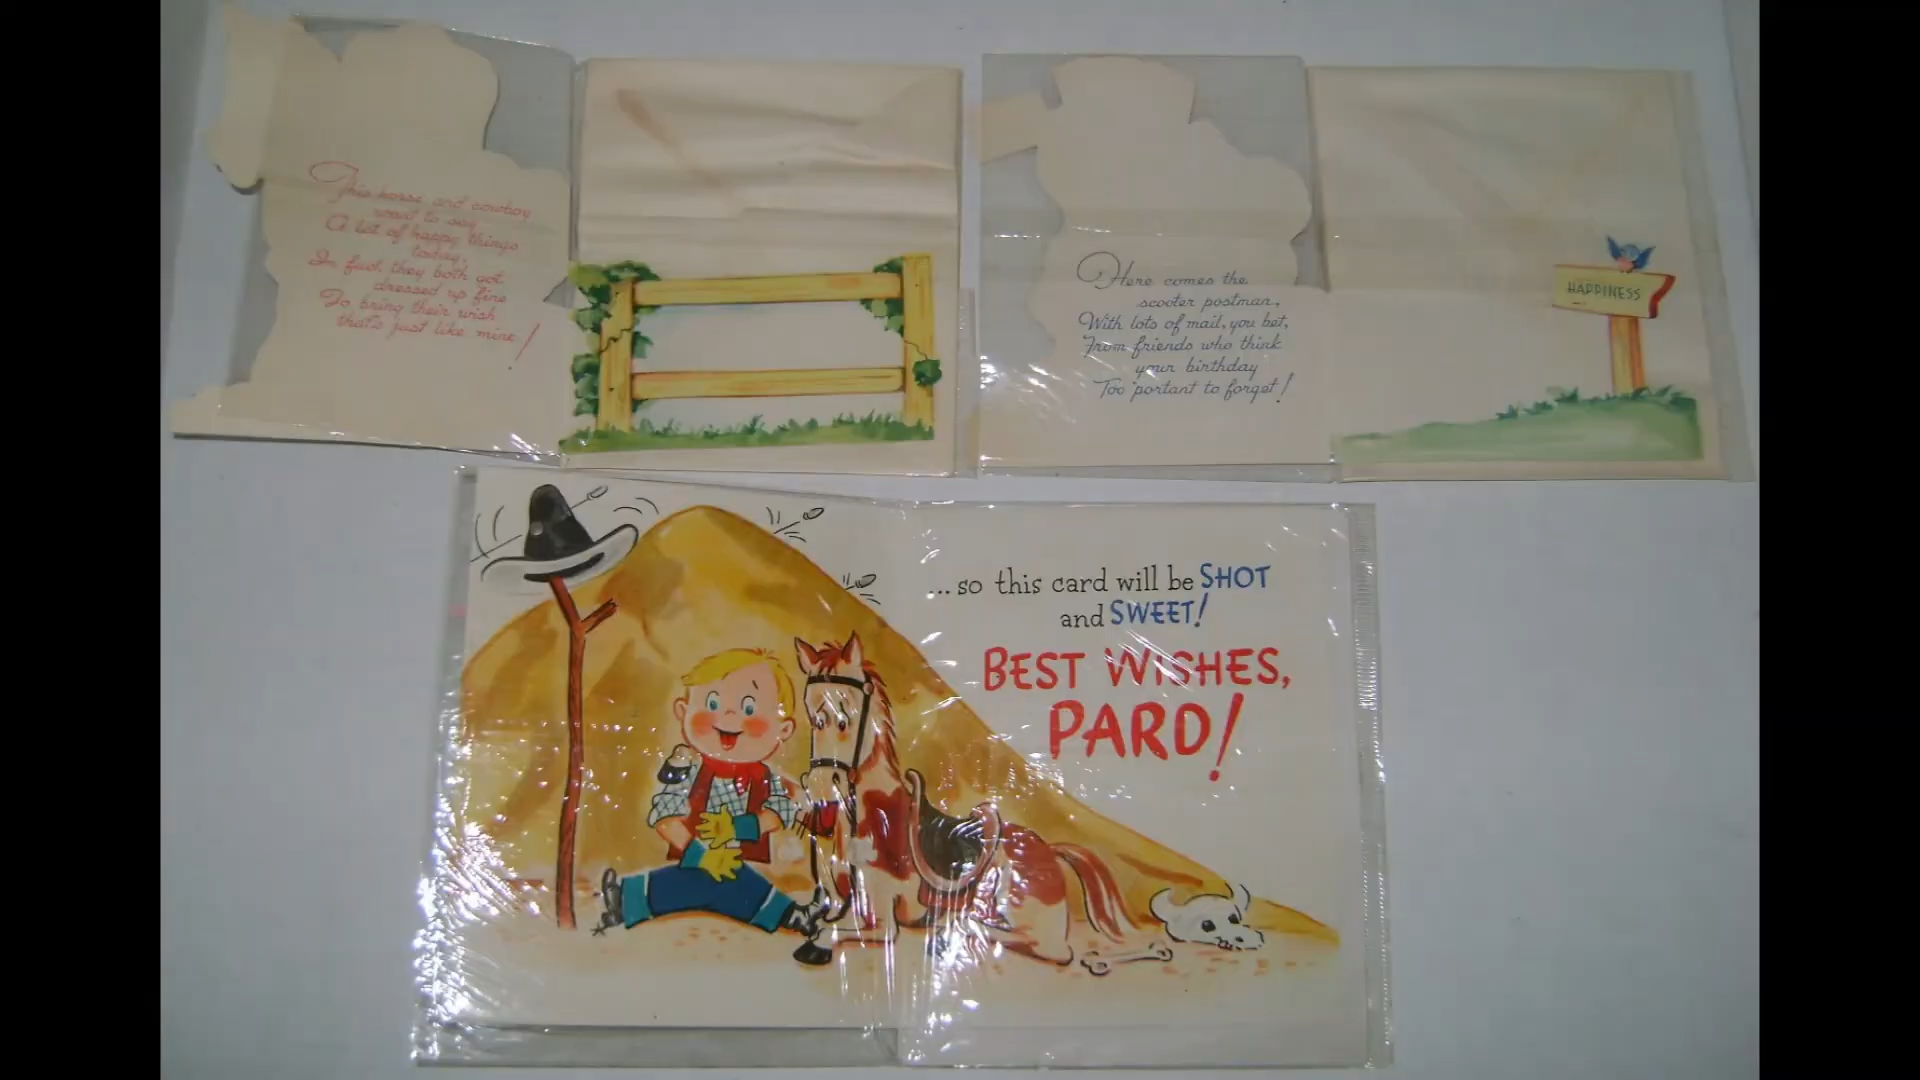 This horse and cowboy
want to say
A lot of happy things
today,
In fact, they both got
dressed up fine
To bring their wish
that's just like mine!
Here comes the
scooter postman,
With lots of mail, you bet,
From friends who think
your birthday
Too 'portant to forget!
HAPPINESS
...so this card will be SHOT
and SWEET!
BEST WISHES,
PARD!